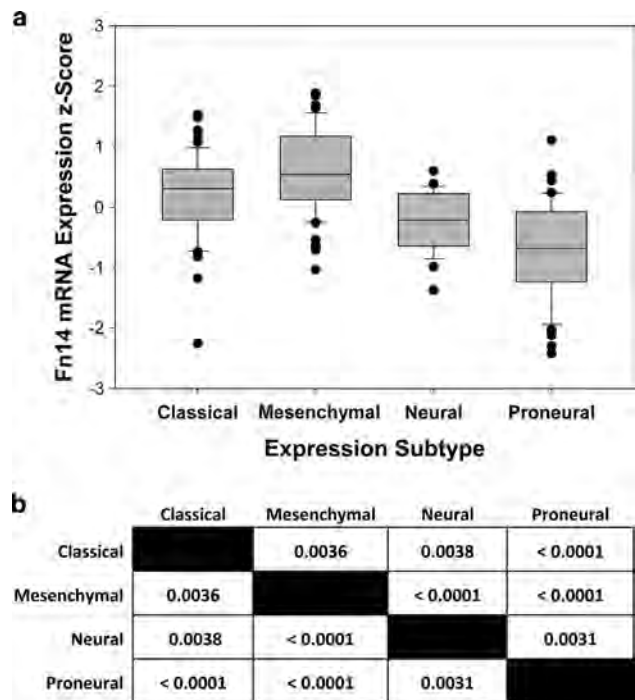 a
Fn14 mRNA Expression z-Score
3
2
1
0
-1
-2
-3
Classical Mesenchymal Neural Proneural
Expression Subtype
b
Classical Mesenchymal Neural Proneural
Classical 0.0036 0.0038 < 0.0001
Mesenchymal 0.0036 < 0.0001 < 0.0001
Neural 0.0038 < 0.0001 0.0031
Proneural < 0.0001 < 0.0001 0.0031